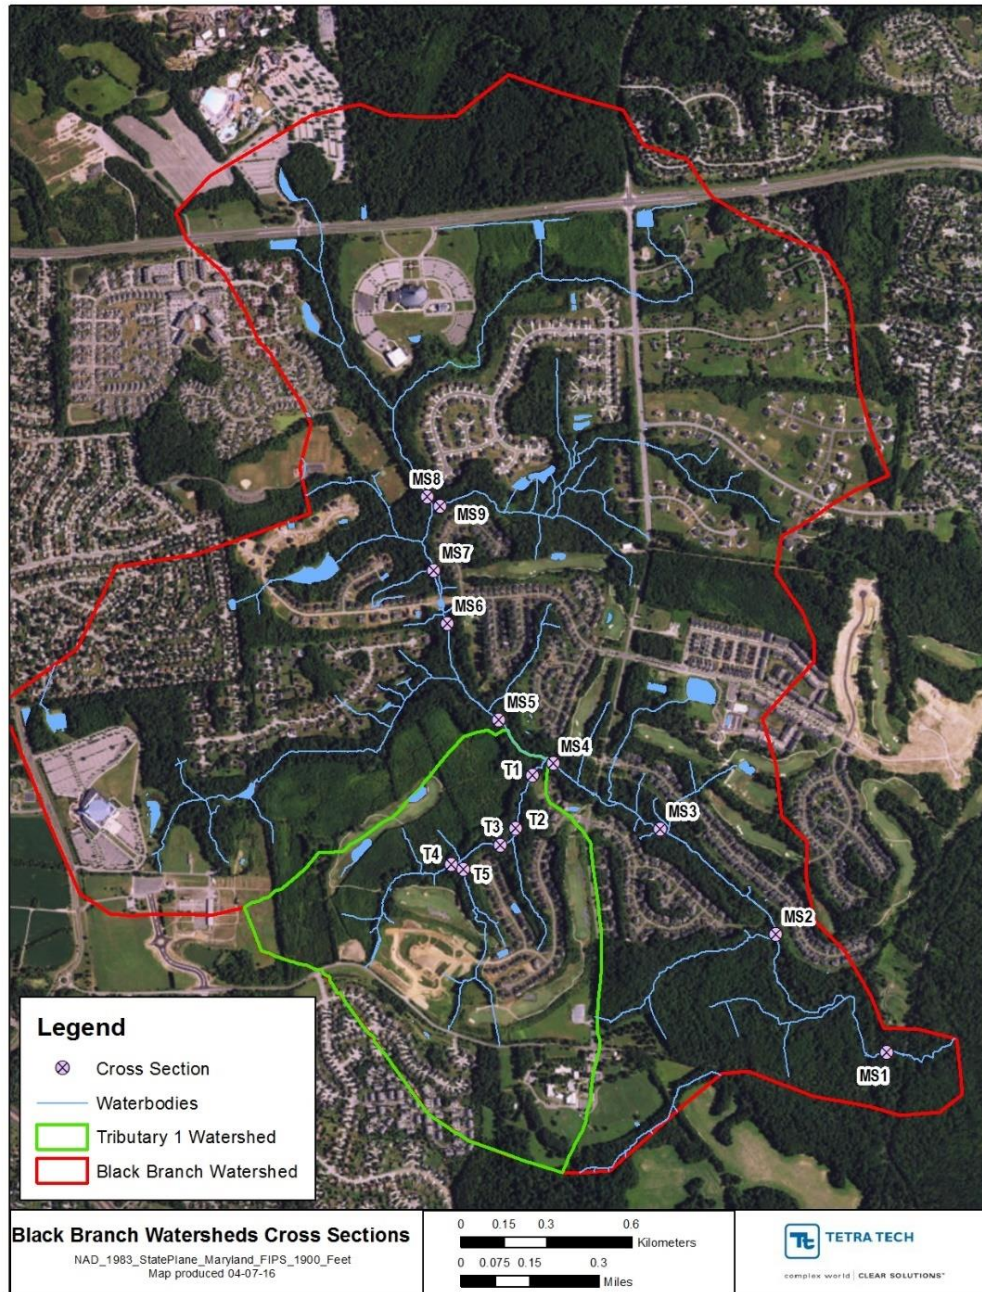 MS8
MS9
MS7
MS6
MS5
MS4
T1
T2
T3
MS3
T4
T5
MS2
MS1
Legend
Cross Section
Waterbodies
Tributary 1 Watershed
Black Branch Watershed
Black Branch Watersheds Cross Sections
NAD_1983_StatePlane_Maryland_FIPS_1900_Feet
Map produced 04-07-16
0 0.15 0.3 0.6
Kilometers
0 0.075 0.15 0.3
Miles
Tt TETRA TECH
complex world | CLEAR SOLUTIONS™